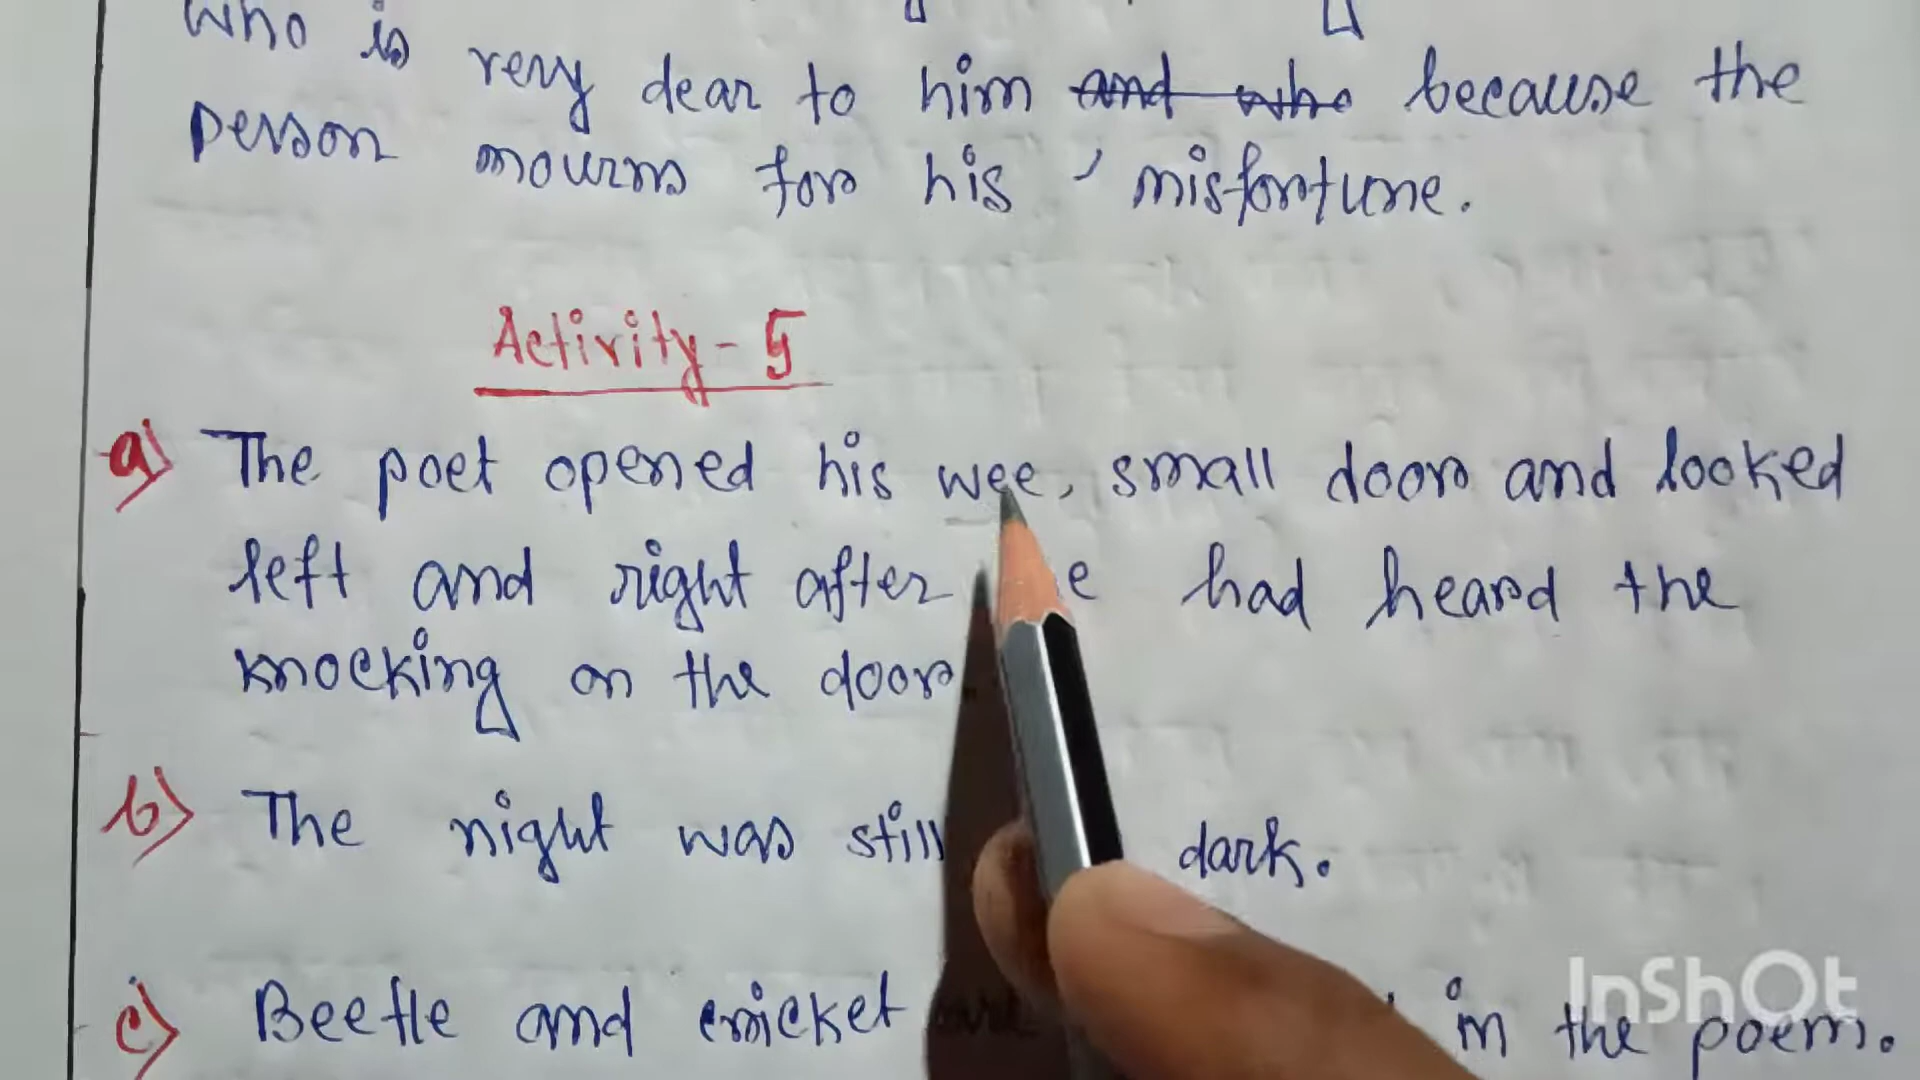 who is very dear to him and who because the
person mourns for his misfortune.
Activity - 5
a) The poet opened his wee, small door and looked
left and right after had heard the
knocking on the door
b) The night was still dark.
c) Beetle and cricket in the poem.
InShOt